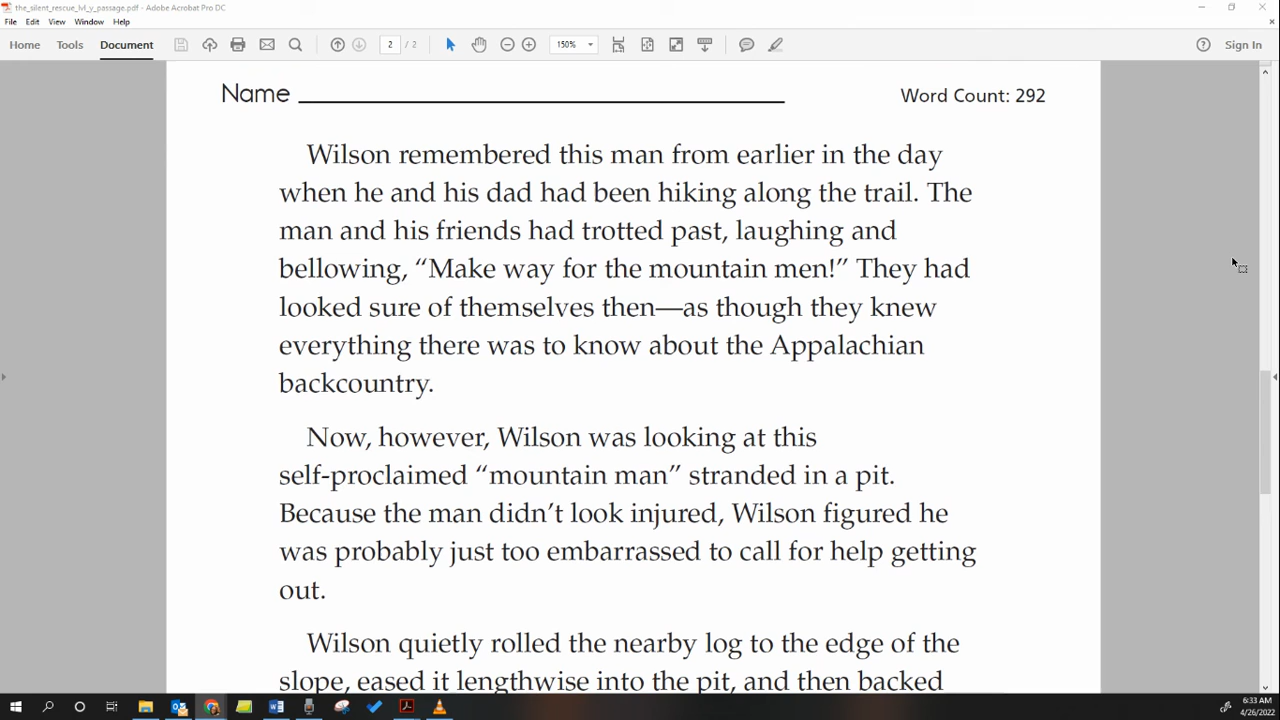 the_silent_rescue_lvl_y_passage.pdf - Adobe Acrobat Pro DC
File Edit View Window Help
Home Tools Document 2 / 2 150% Sign In
Name Word Count: 292
Wilson remembered this man from earlier in the day
when he and his dad had been hiking along the trail. The
man and his friends had trotted past, laughing and
bellowing, “Make way for the mountain men!” They had
looked sure of themselves then—as though they knew
everything there was to know about the Appalachian
backcountry.
Now, however, Wilson was looking at this
self-proclaimed “mountain man” stranded in a pit.
Because the man didn’t look injured, Wilson figured he
was probably just too embarrassed to call for help getting
out.
Wilson quietly rolled the nearby log to the edge of the
slope, eased it lengthwise into the pit, and then backed
6:33 AM
4/26/2022